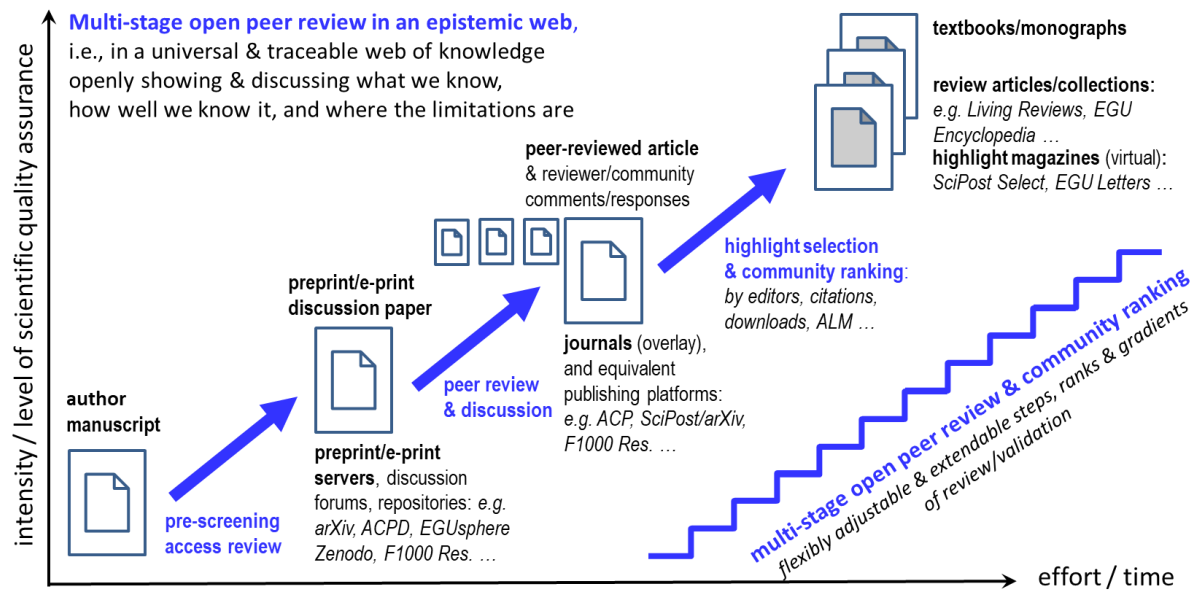 Multi-stage open peer review in an epistemic web,
i.e., in a universal & traceable web of knowledge
openly showing & discussing what we know,
how well we know it, and where the limitations are
intensity / level of scientific quality assurance
author
manuscript
pre-screening
access review
preprint/e-print
discussion paper
preprint/e-print
servers, discussion
forums, repositories: e.g.
arXiv, ACPD, EGUsphere
Zenodo, F1000 Res. …
peer review
& discussion
peer-reviewed article
& reviewer/community
comments/responses
journals (overlay),
and equivalent
publishing platforms:
e.g. ACP, SciPost/arXiv,
F1000 Res. …
highlight selection
& community ranking:
by editors, citations,
downloads, ALM …
textbooks/monographs
review articles/collections:
e.g. Living Reviews, EGU
Encyclopedia …
highlight magazines (virtual):
SciPost Select, EGU Letters …
multi-stage open peer review & community ranking
flexibly adjustable & extendable steps, ranks & gradients
of review/validation
effort / time